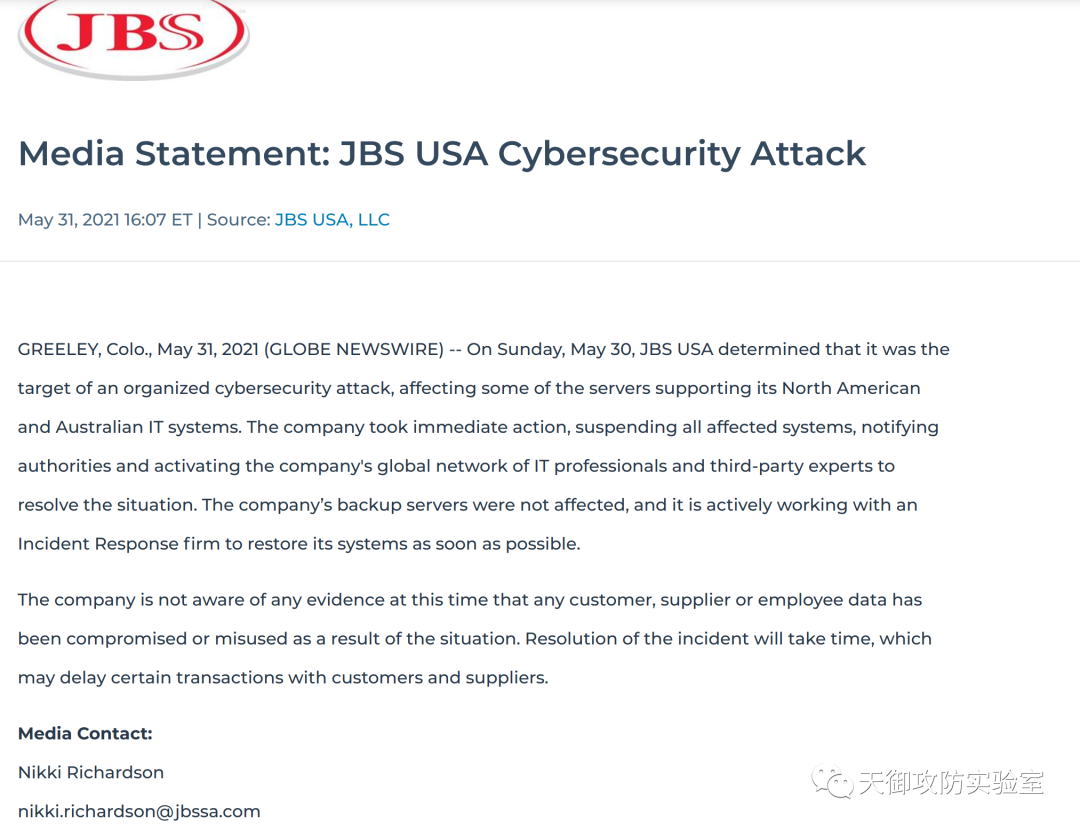 JBS
Media Statement: JBS USA Cybersecurity Attack
May 31, 2021 16:07 ET | Source: JBS USA, LLC
GREELEY, Colo., May 31, 2021 (GLOBE NEWSWIRE) -- On Sunday, May 30, JBS USA determined that it was the
target of an organized cybersecurity attack, affecting some of the servers supporting its North American
and Australian IT systems. The company took immediate action, suspending all affected systems, notifying
authorities and activating the company's global network of IT professionals and third-party experts to
resolve the situation. The company’s backup servers were not affected, and it is actively working with an
Incident Response firm to restore its systems as soon as possible.
The company is not aware of any evidence at this time that any customer, supplier or employee data has
been compromised or misused as a result of the situation. Resolution of the incident will take time, which
may delay certain transactions with customers and suppliers.
Media Contact:
Nikki Richardson
nikki.richardson@jbssa.com
天御攻防实验室